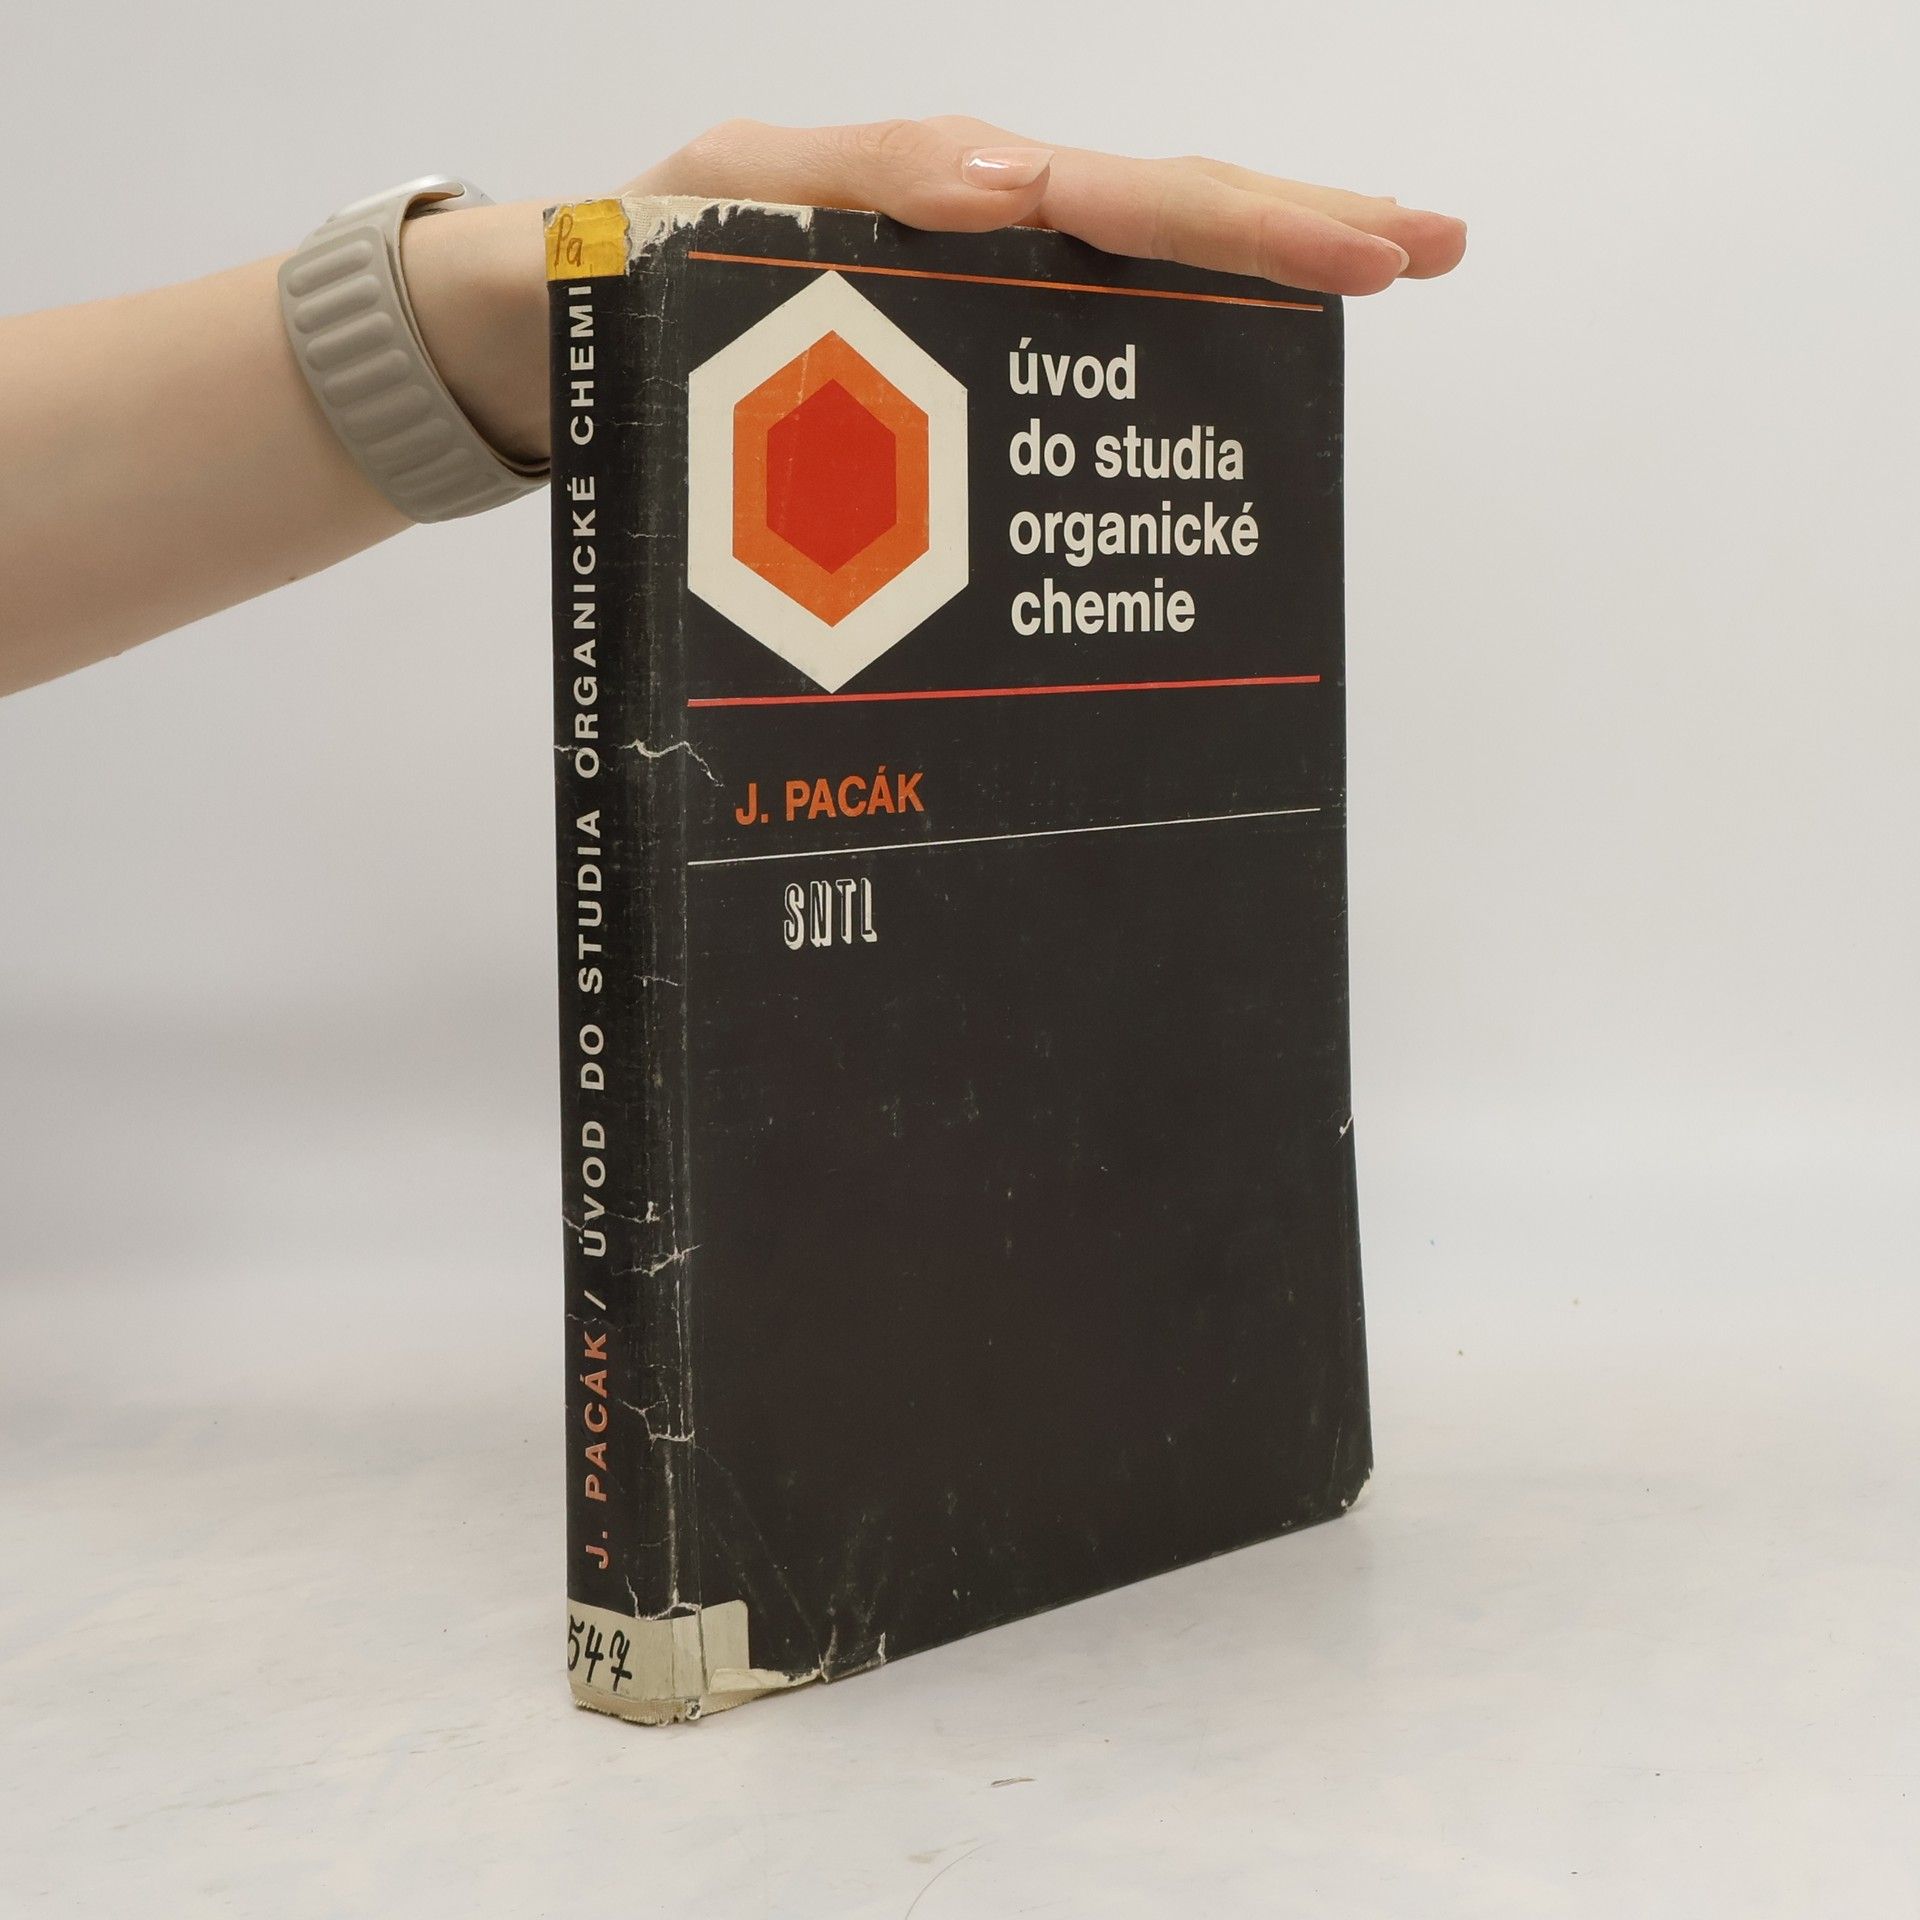 Pa
J. PACÁK / ÚVOD DO STUDIA ORGANICKÉ CHEMI
547
úvod
do studia
organické
chemie
J. PACÁK
SNTL